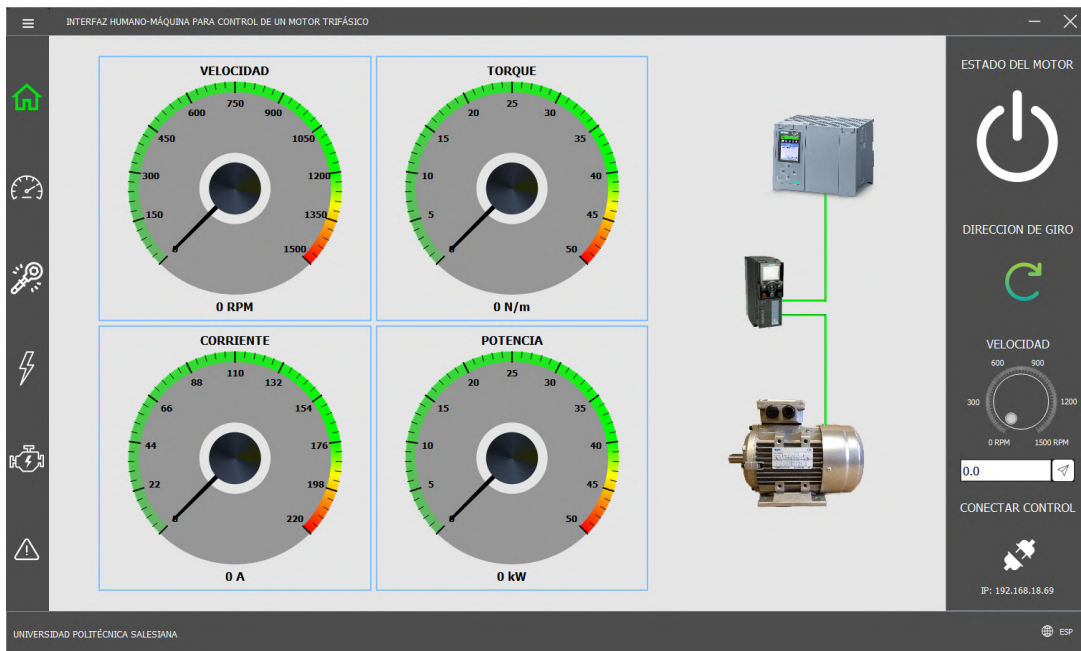 INTERFAZ HUMANO-MÁQUINA PARA CONTROL DE UN MOTOR TRIFÁSICO
VELOCIDAD
0
150
300
450
600
750
900
1050
1200
1350
1500
0 RPM
TORQUE
0
5
10
15
20
25
30
35
40
45
50
0 N/m
CORRIENTE
0
22
44
66
88
110
132
154
176
198
220
0 A
POTENCIA
0
5
10
15
20
25
30
35
40
45
50
0 kW
ESTADO DEL MOTOR
DIRECCION DE GIRO
VELOCIDAD
600 900
300 1200
0 RPM 1500 RPM
0.0
CONECTAR CONTROL
IP: 192.168.18.69
UNIVERSIDAD POLITÉCNICA SALESIANA
ESP